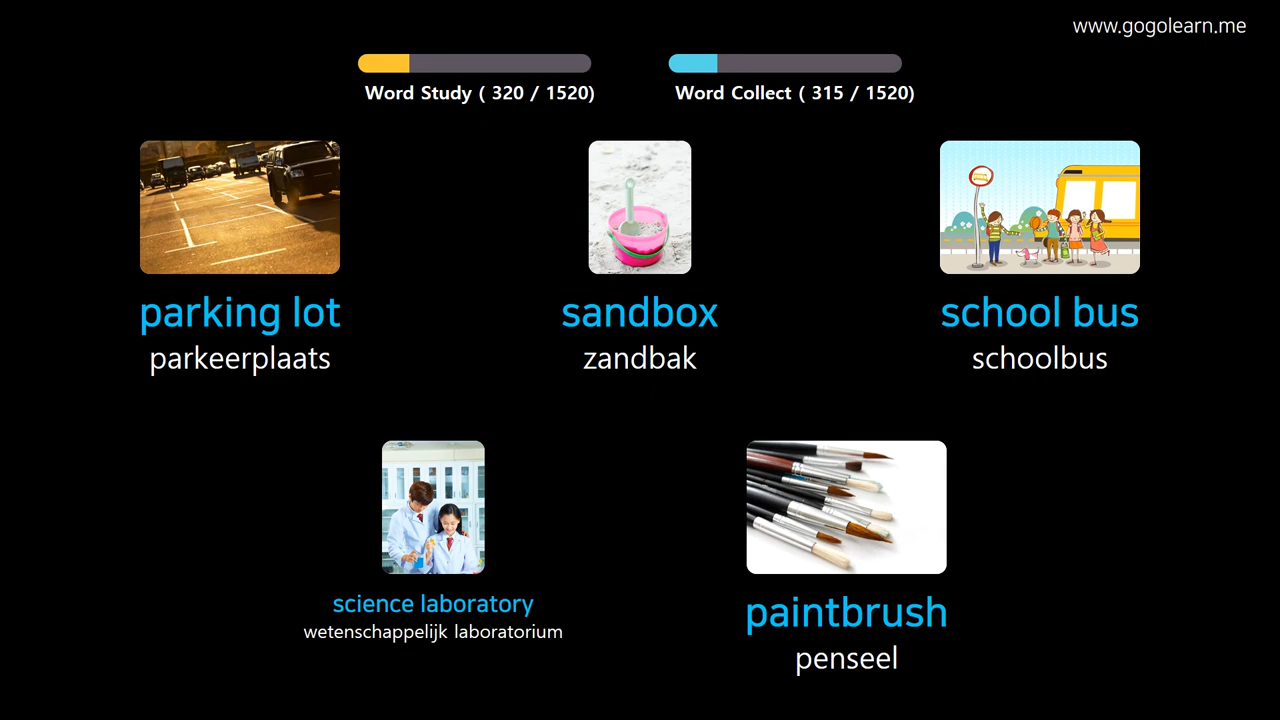 www.gogolearn.me
Word Study ( 320 / 1520)
Word Collect ( 315 / 1520)
parking lot
parkeerplaats
sandbox
zandbak
school bus
schoolbus
science laboratory
wetenschappelijk laboratorium
paintbrush
penseel